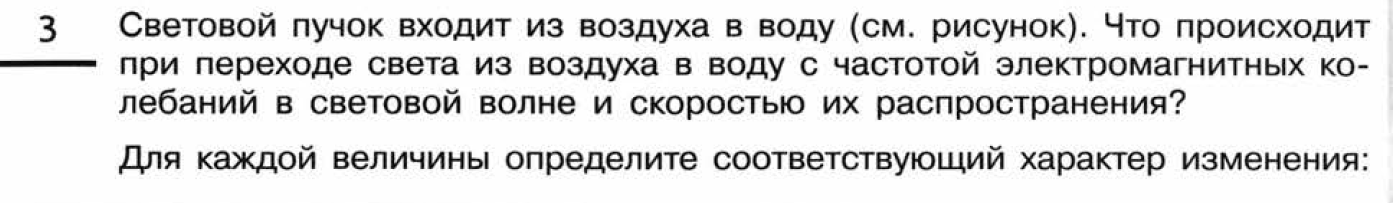 3 Световой пучок входит из воздуха в воду (см. рисунок). Что происходит
при переходе света из воздуха в воду с частотой электромагнитных ко-
лебаний в световой волне и скоростью их распространения?
Для каждой величины определите соответствующий характер изменения: